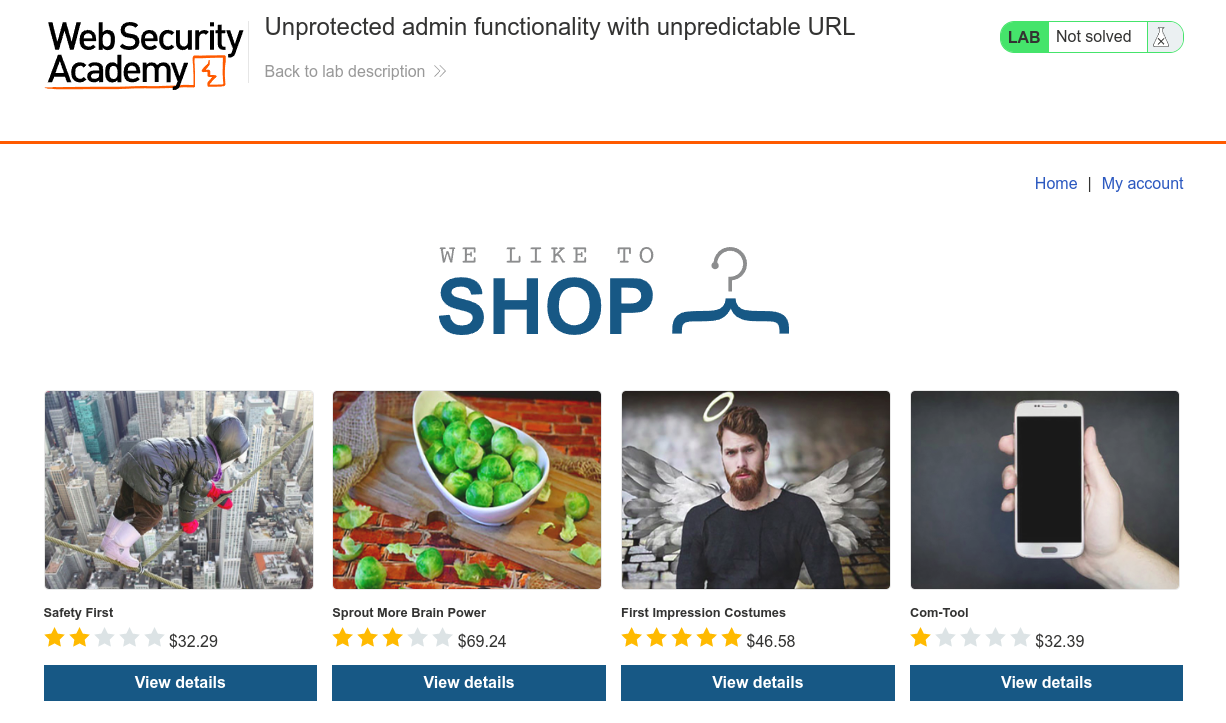 Web Security
Academy
Unprotected admin functionality with unpredictable URL
Back to lab description
LAB Not solved
Home | My account
WE LIKE TO
SHOP
Safety First
$32.29
View details
Sprout More Brain Power
$69.24
View details
First Impression Costumes
$46.58
View details
Com-Tool
$32.39
View details